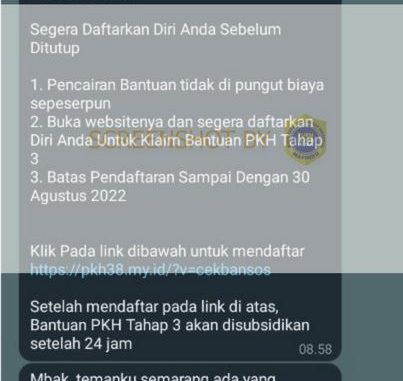 Segera Daftarkan Diri Anda Sebelum
Ditutup
1. Pencairan Bantuan tidak di pungut biaya
sepeserpun
2. Buka websitenya dan segera daftarkan
Diri Anda Untuk Klaim Bantuan PKH Tahap
3
3. Batas Pendaftaran Sampai Dengan 30
Agustus 2022
Klik Pada link dibawah untuk mendaftar
https://pkh38.my.id/?v=cekbansos
Setelah mendaftar pada link di atas,
Bantuan PKH Tahap 3 akan disubsidikan
setelah 24 jam
08.58
Mbak, temanku semarang ada yang